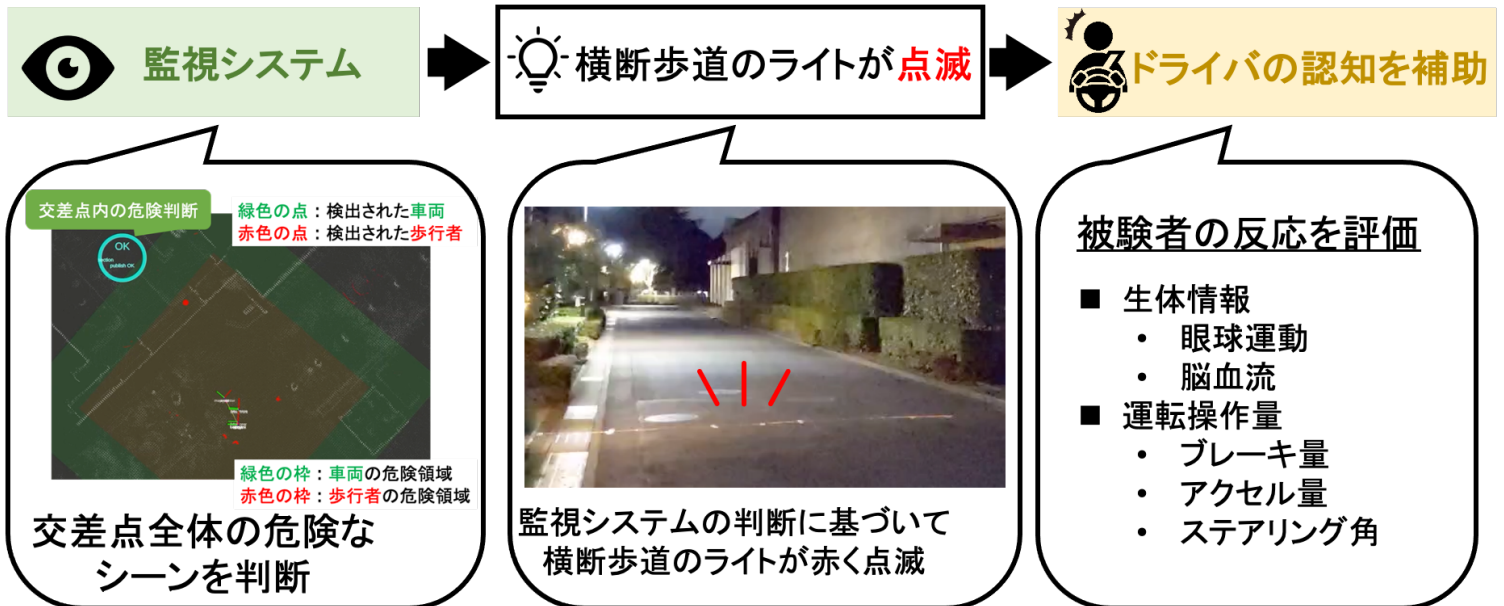 監視システム
横断歩道のライトが点滅
ドライバの認知を補助
交差点内の危険判断
緑色の点：検出された車両
赤色の点：検出された歩行者
OK
publish OK
緑色の枠：車両の危険領域
赤色の枠：歩行者の危険領域
交差点全体の危険な
シーンを判断
監視システムの判断に基づいて
横断歩道のライトが赤く点滅
被験者の反応を評価
■ 生体情報
• 眼球運動
• 脳血流
■ 運転操作量
• ブレーキ量
• アクセル量
• ステアリング角